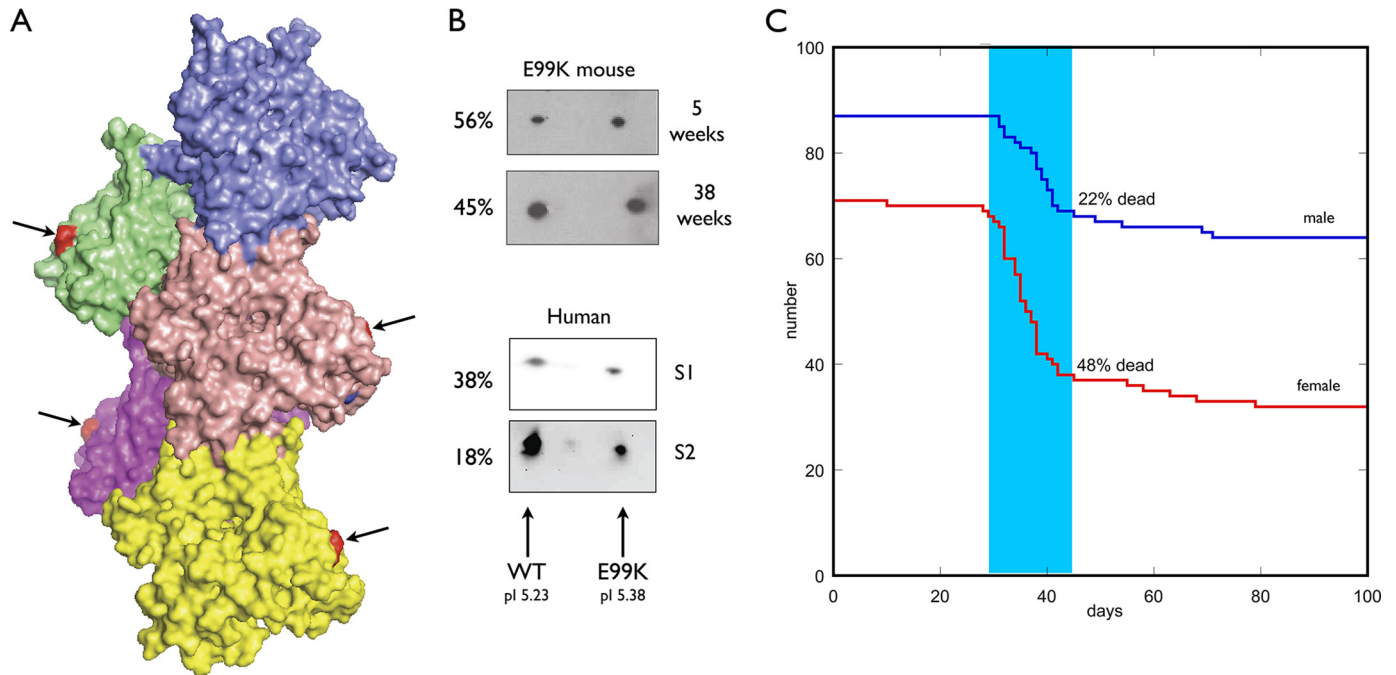 A
B
E99K mouse
56%
5
weeks
45%
38
weeks
Human
38%
S1
18%
S2
WT
pI 5.23
E99K
pI 5.38
C
100
80
60
40
20
0
number
22% dead
male
48% dead
female
0
20
40
60
80
100
days